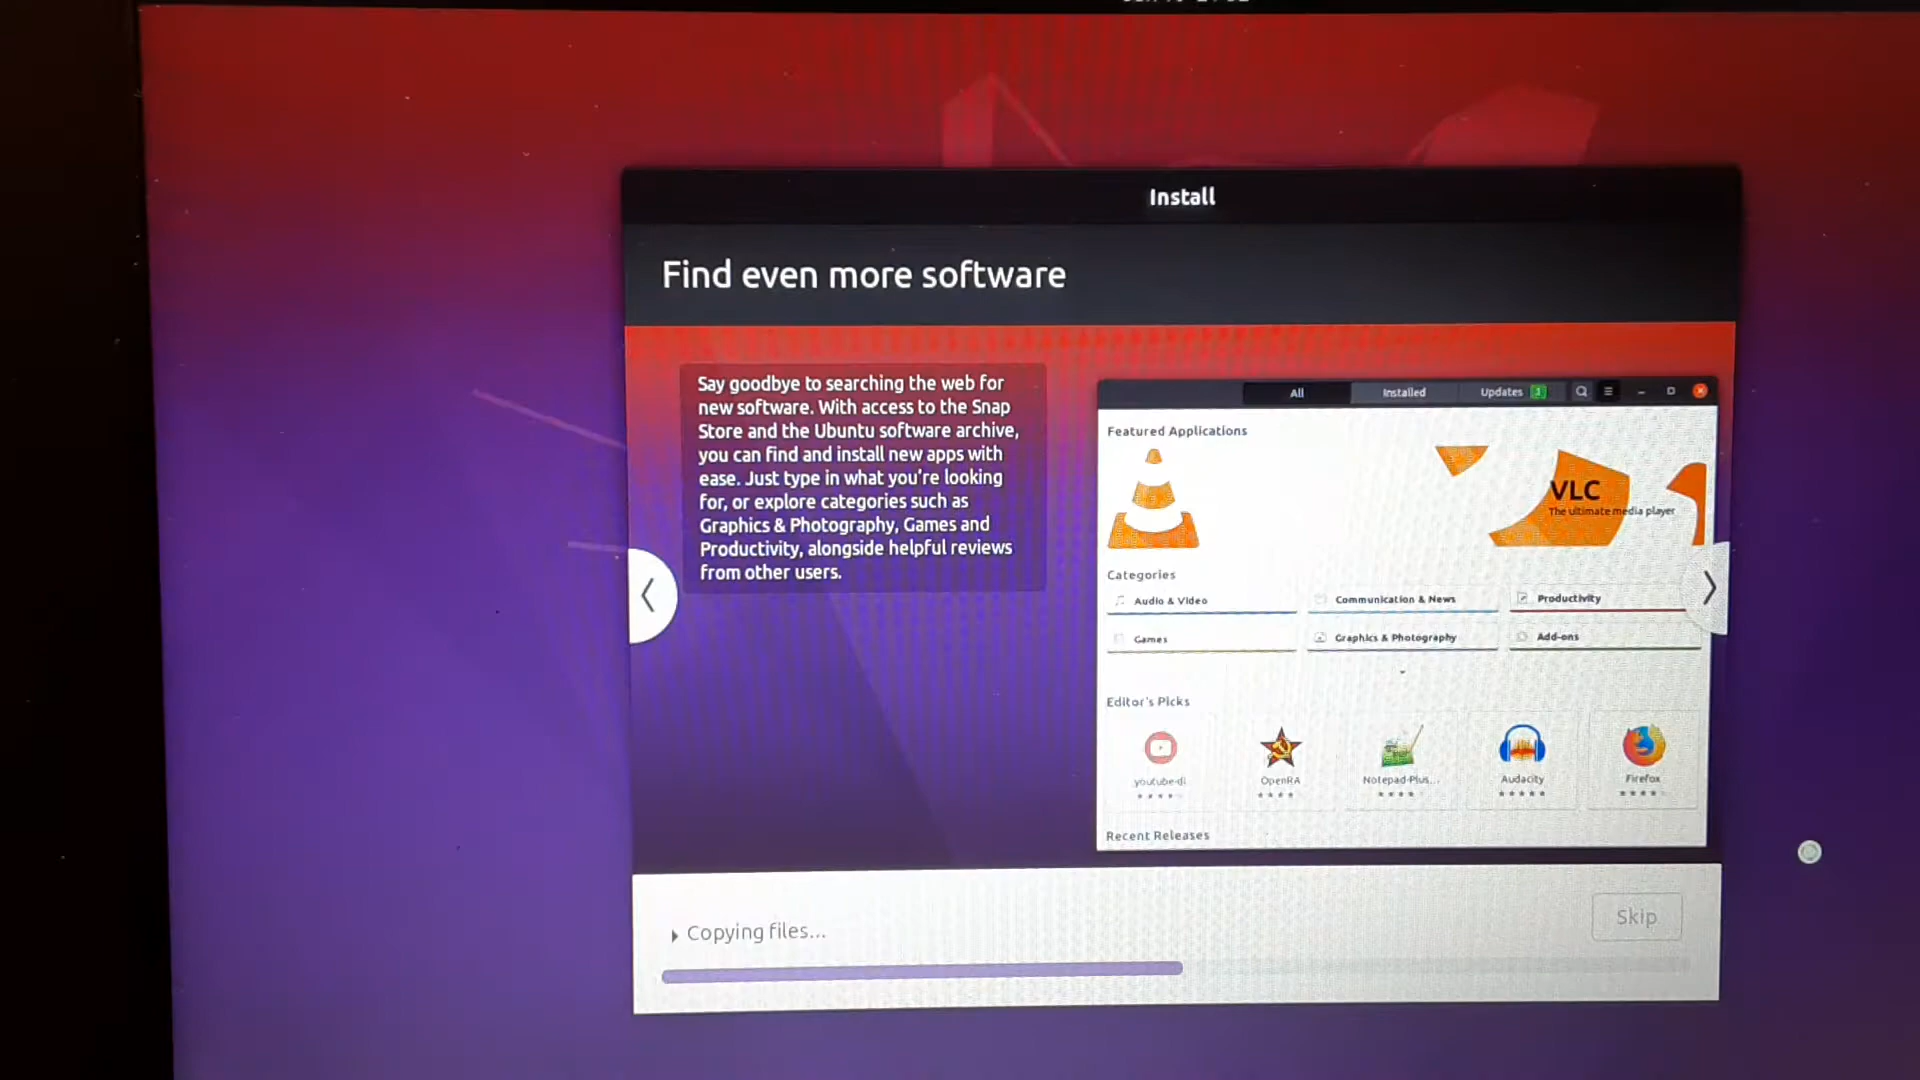 Install
Find even more software
Say goodbye to searching the web for
new software. With access to the Snap
Store and the Ubuntu software archive,
you can find and install new apps with
ease. Just type in what you're looking
for, or explore categories such as
Graphics & Photography, Games and
Productivity, alongside helpful reviews
from other users.
All
Installed
Updates
Featured Applications
VLC
The ultimate media player
Categories
Audio & Video
Communication & News
Productivity
Games
Graphics & Photography
Add-ons
Editor's Picks
youtube-dl
OpenRA
Notepad-Plus...
Audacity
Firefox
Recent Releases
Copying files...
Skip